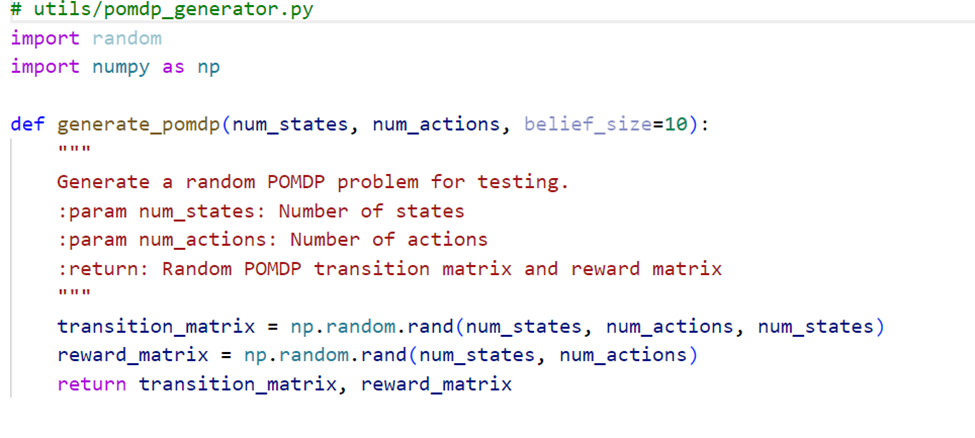 # utils/pomdp_generator.py
import random
import numpy as np
def generate_pomdp(num_states, num_actions, belief_size=10):
    """
    Generate a random POMDP problem for testing.
    :param num_states: Number of states
    :param num_actions: Number of actions
    :return: Random POMDP transition matrix and reward matrix
    """
    transition_matrix = np.random.rand(num_states, num_actions, num_states)
    reward_matrix = np.random.rand(num_states, num_actions)
    return transition_matrix, reward_matrix